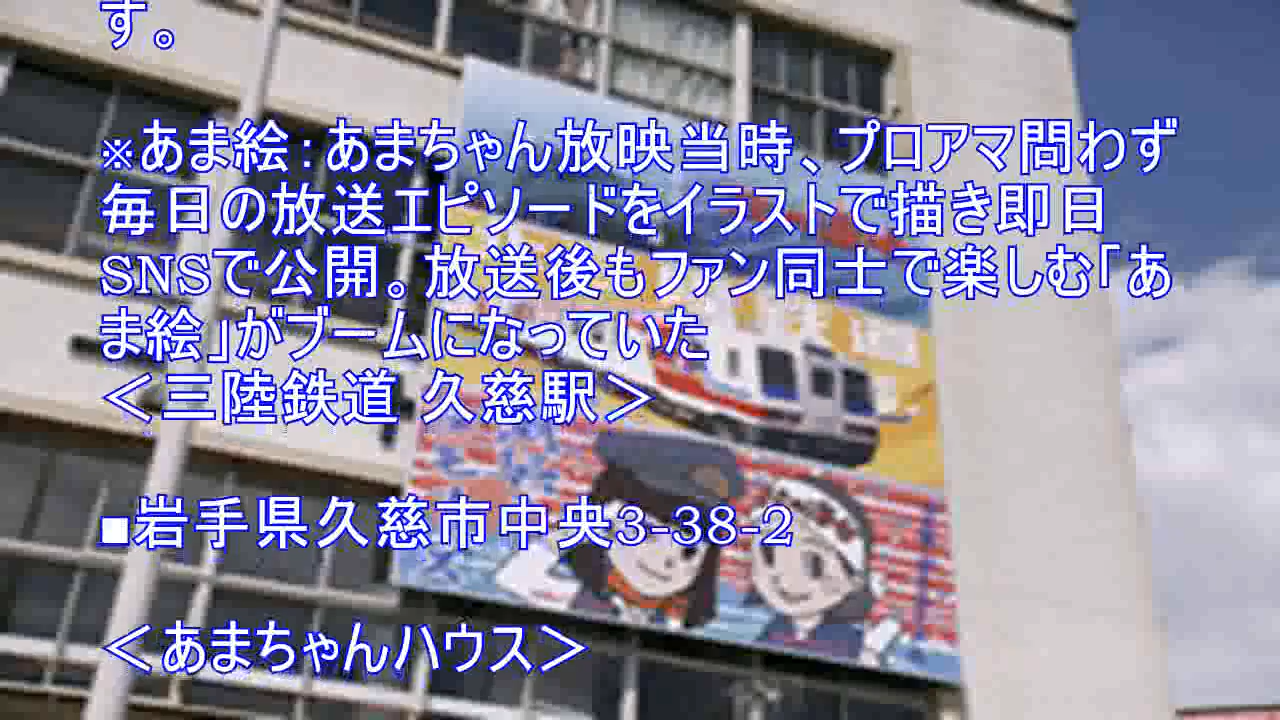 す。
※あま絵：あまちゃん放映当時、プロアマ問わず
毎日の放送エピソードをイラストで描き即日
SNSで公開。放送後もファン同士で楽しむ「あ
ま絵」がブームになっていた
＜三陸鉄道 久慈駅＞
■岩手県久慈市中央3-38-2
＜あまちゃんハウス＞